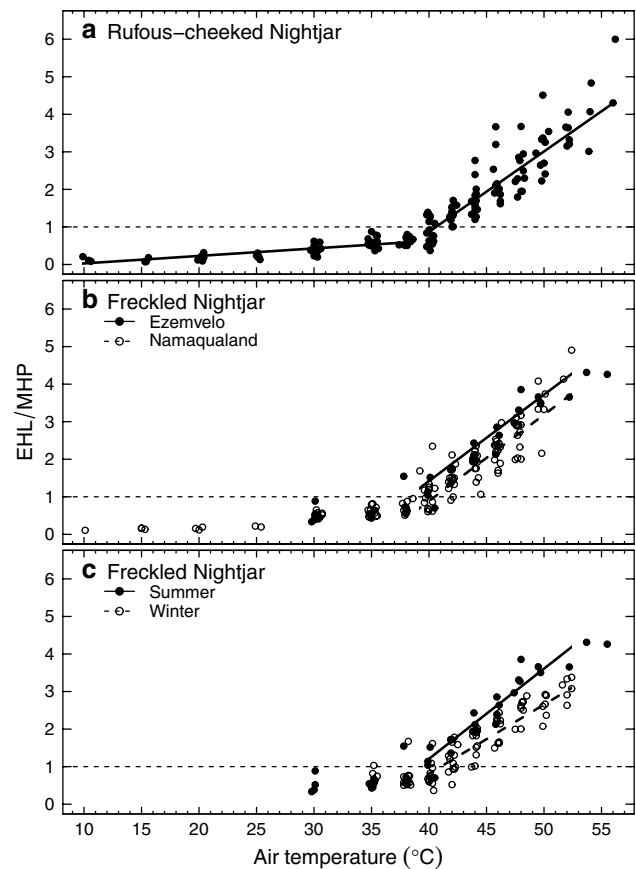 a Rufous−cheeked Nightjar
6
5
4
3
2
1
0
b Freckled Nightjar
Ezemvelo
Namaqualand
6
5
4
3
2
1
0
EHL/MHP
c Freckled Nightjar
Summer
Winter
6
5
4
3
2
1
0
10 15 20 25 30 35 40 45 50 55
Air temperature (°C)